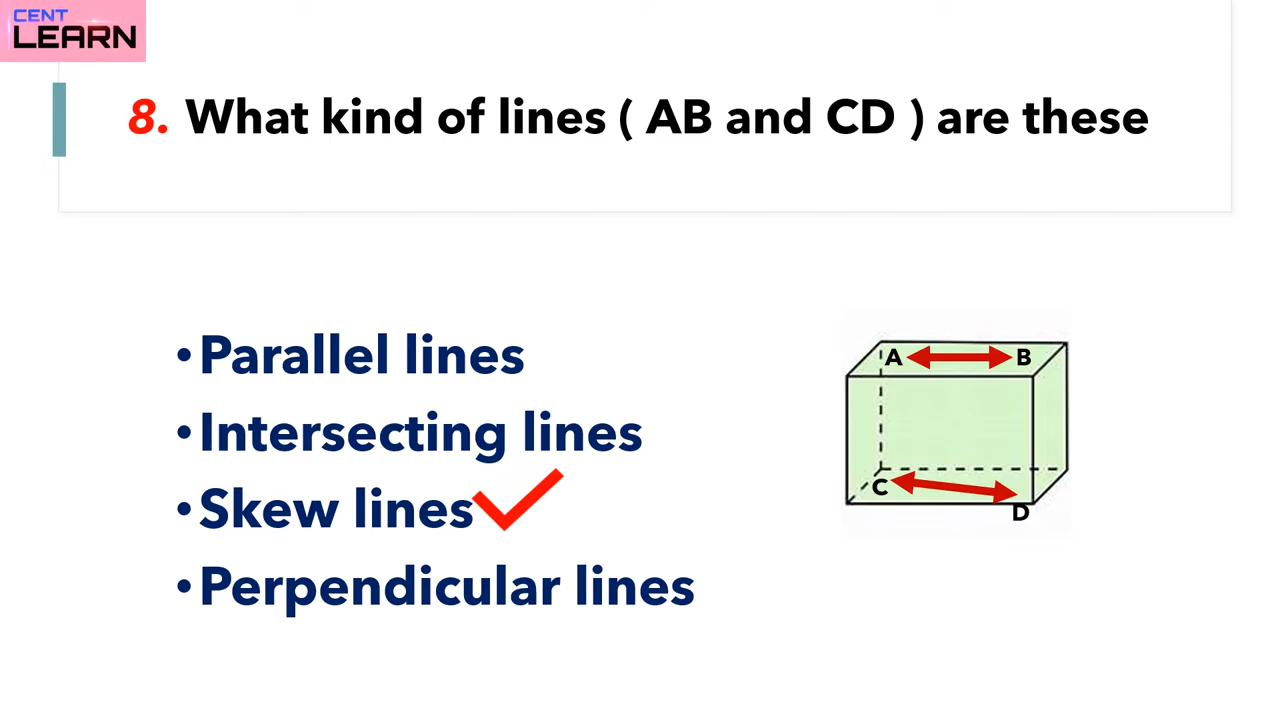 CENT
LEARN
8. What kind of lines ( AB and CD ) are these
•Parallel lines
•Intersecting lines
•Skew lines
•Perpendicular lines
A B
C
D